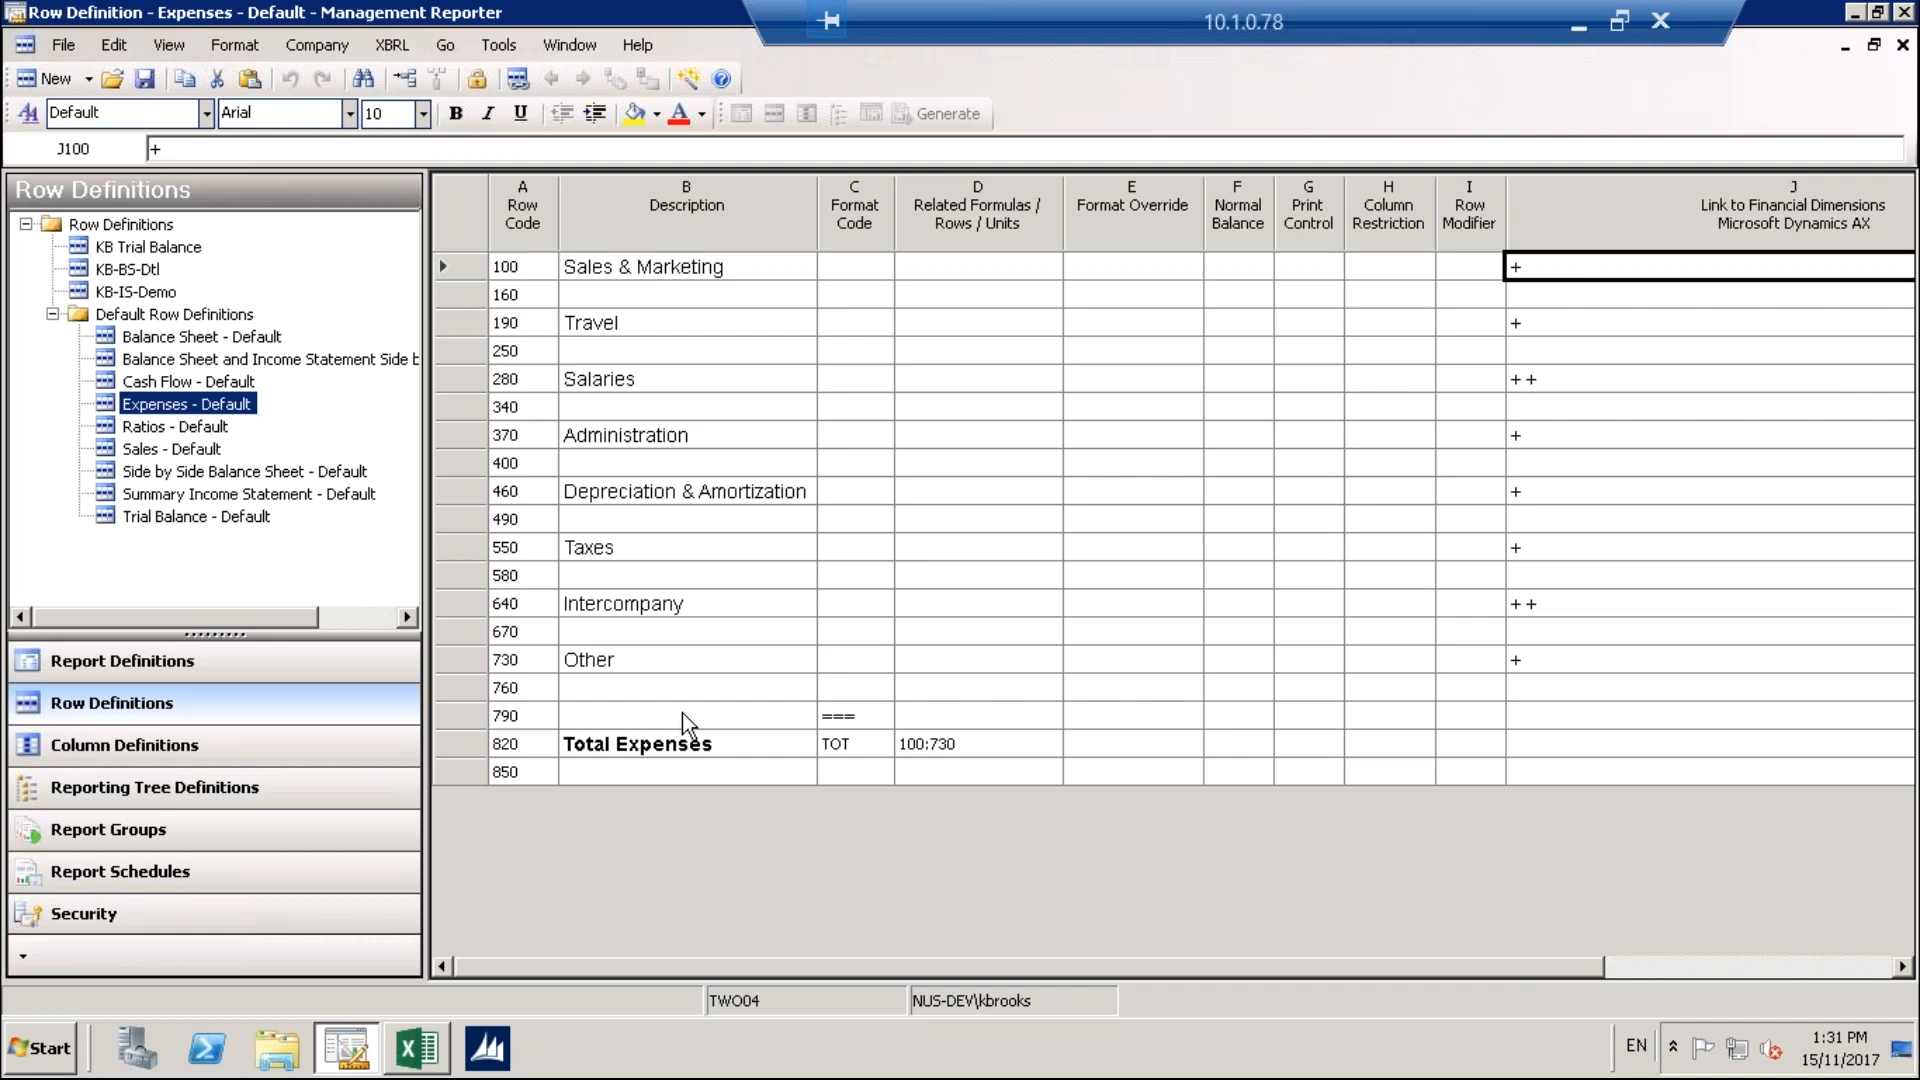 Row Definition - Expenses - Default - Management Reporter
10.1.0.78
File Edit View Format Company XBRL Go Tools Window Help
New
Default Arial 10 B I U A Generate
J100 +
Row Definitions
Row Definitions
KB Trial Balance
KB-BS-Dtl
KB-IS-Demo
Default Row Definitions
Balance Sheet - Default
Balance Sheet and Income Statement Side b
Cash Flow - Default
Expenses - Default
Ratios - Default
Sales - Default
Side by Side Balance Sheet - Default
Summary Income Statement - Default
Trial Balance - Default
Report Definitions
Row Definitions
Column Definitions
Reporting Tree Definitions
Report Groups
Report Schedules
Security
A B C D E F G H I J
Row Description Format Related Formulas / Format Override Normal Print Column Row Link to Financial Dimensions
Code Code Rows / Units Balance Control Restriction Modifier Microsoft Dynamics AX
100 Sales & Marketing +
160
190 Travel +
250
280 Salaries ++
340
370 Administration +
400
460 Depreciation & Amortization +
490
550 Taxes +
580
640 Intercompany ++
670
730 Other +
760
790 ===
820 Total Expenses TOT 100:730
850
TWO04 NUS-DEV\kbrooks
Start
EN
1:31 PM
15/11/2017